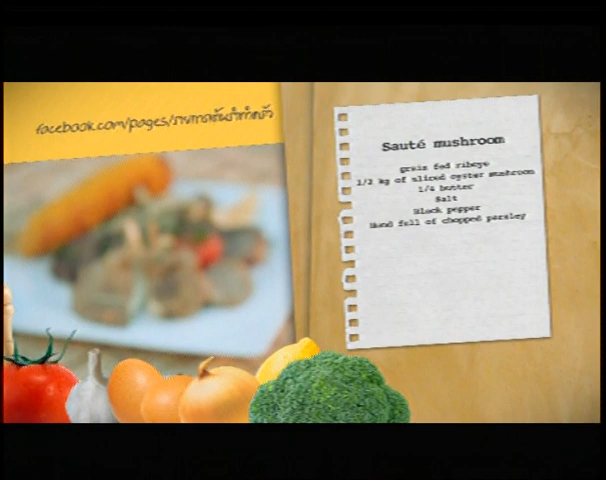 facebook.com/pages/รายการต้นตำรับทำครัว
Sauté mushroom
grain fed ribeye
1/2 kg of sliced oyster mushroom
1/4 butter
Salt
Black pepper
Hand full of chopped parsley